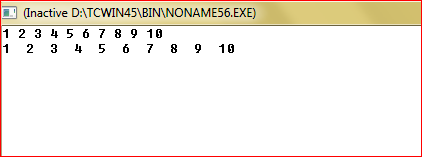 (Inactive D:\TCWIN45\BIN\NONAME56.EXE)
1 2 3 4 5 6 7 8 9 10
1  2  3  4  5  6  7  8  9  10